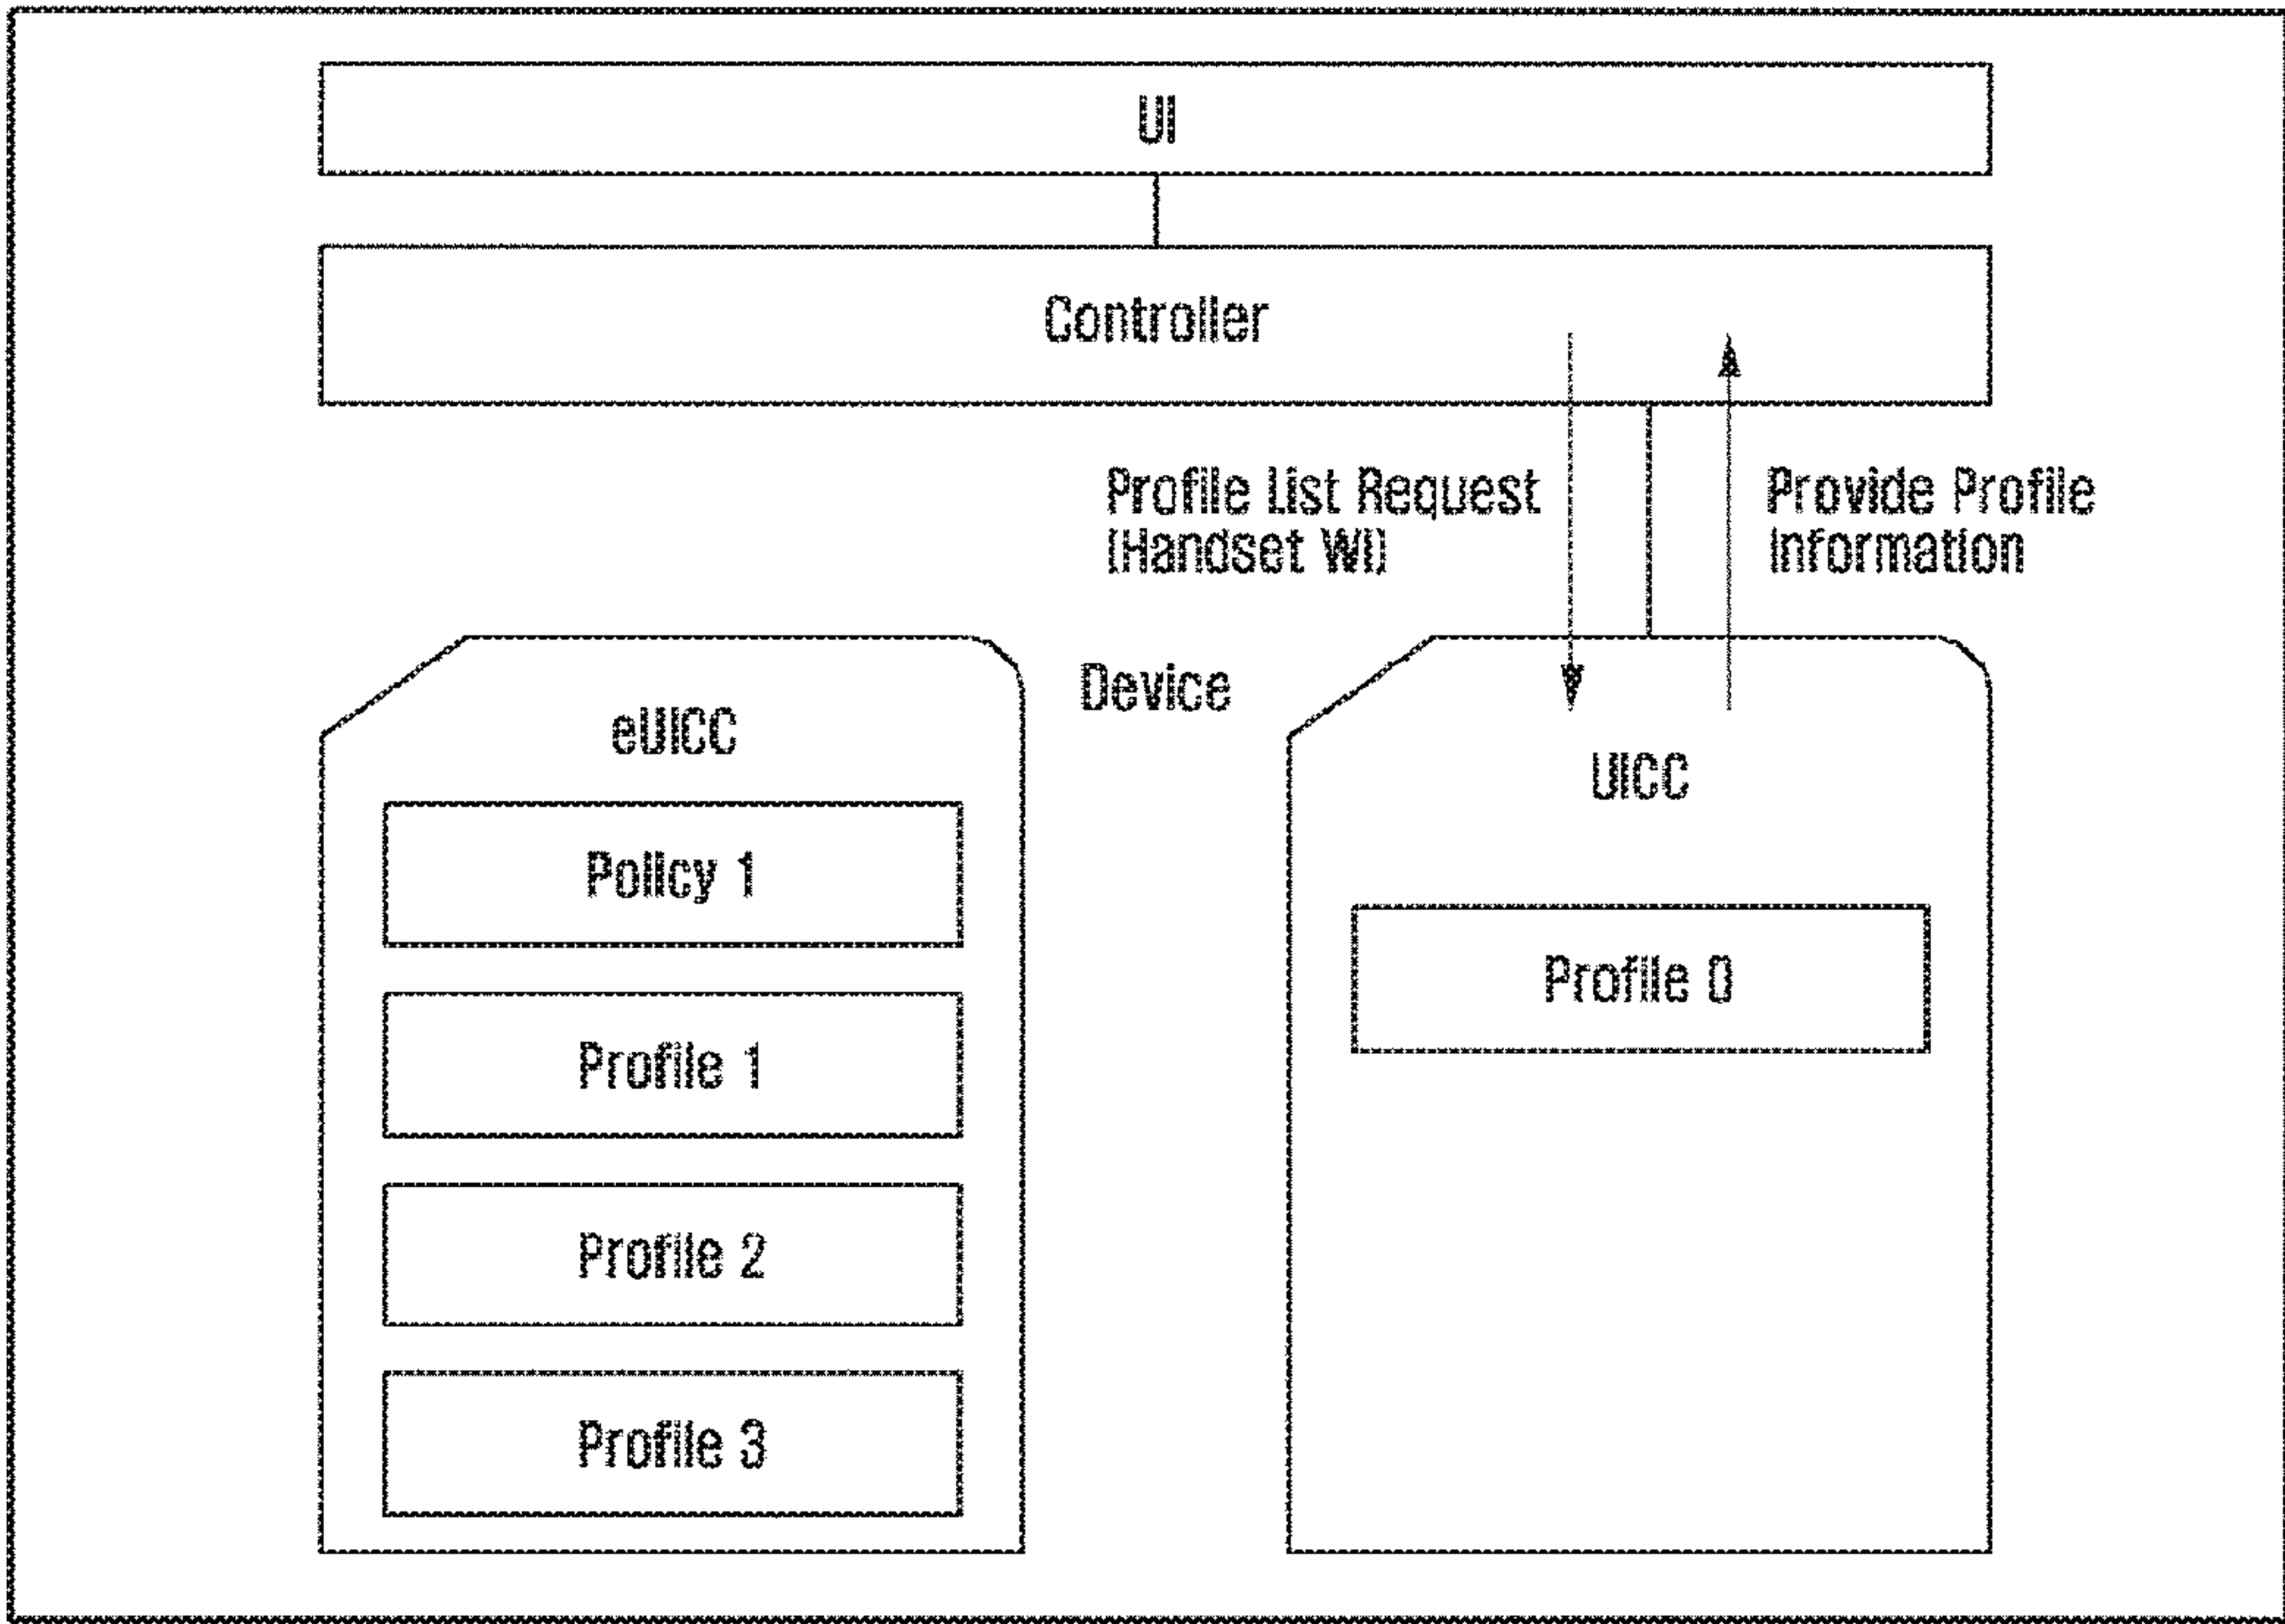 UI
Controller
Profile List Request
(Handset WI)
Provide Profile
Information
Device
eUICC
Policy 1
Profile 1
Profile 2
Profile 3
UICC
Profile 0